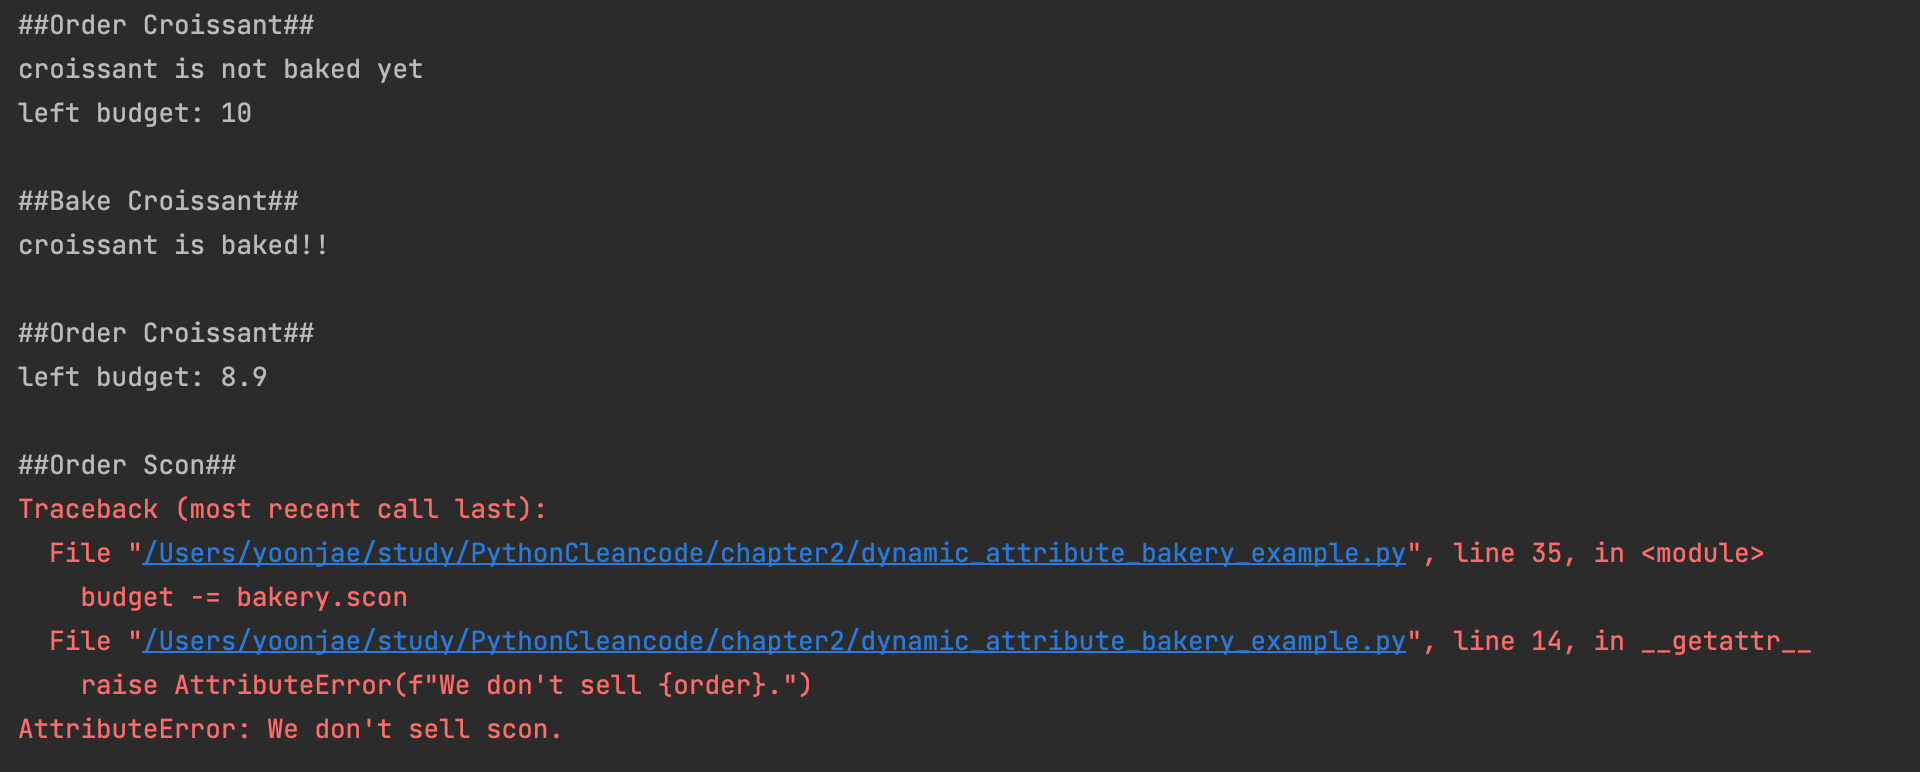 ##Order Croissant##
croissant is not baked yet
left budget: 10
##Bake Croissant##
croissant is baked!!
##Order Croissant##
left budget: 8.9
##Order Scon##
Traceback (most recent call last):
  File "/Users/yoonjae/study/PythonCleancode/chapter2/dynamic_attribute_bakery_example.py", line 35, in <module>
    budget -= bakery.scon
  File "/Users/yoonjae/study/PythonCleancode/chapter2/dynamic_attribute_bakery_example.py", line 14, in __getattr__
    raise AttributeError(f"We don't sell {order}.")
AttributeError: We don't sell scon.